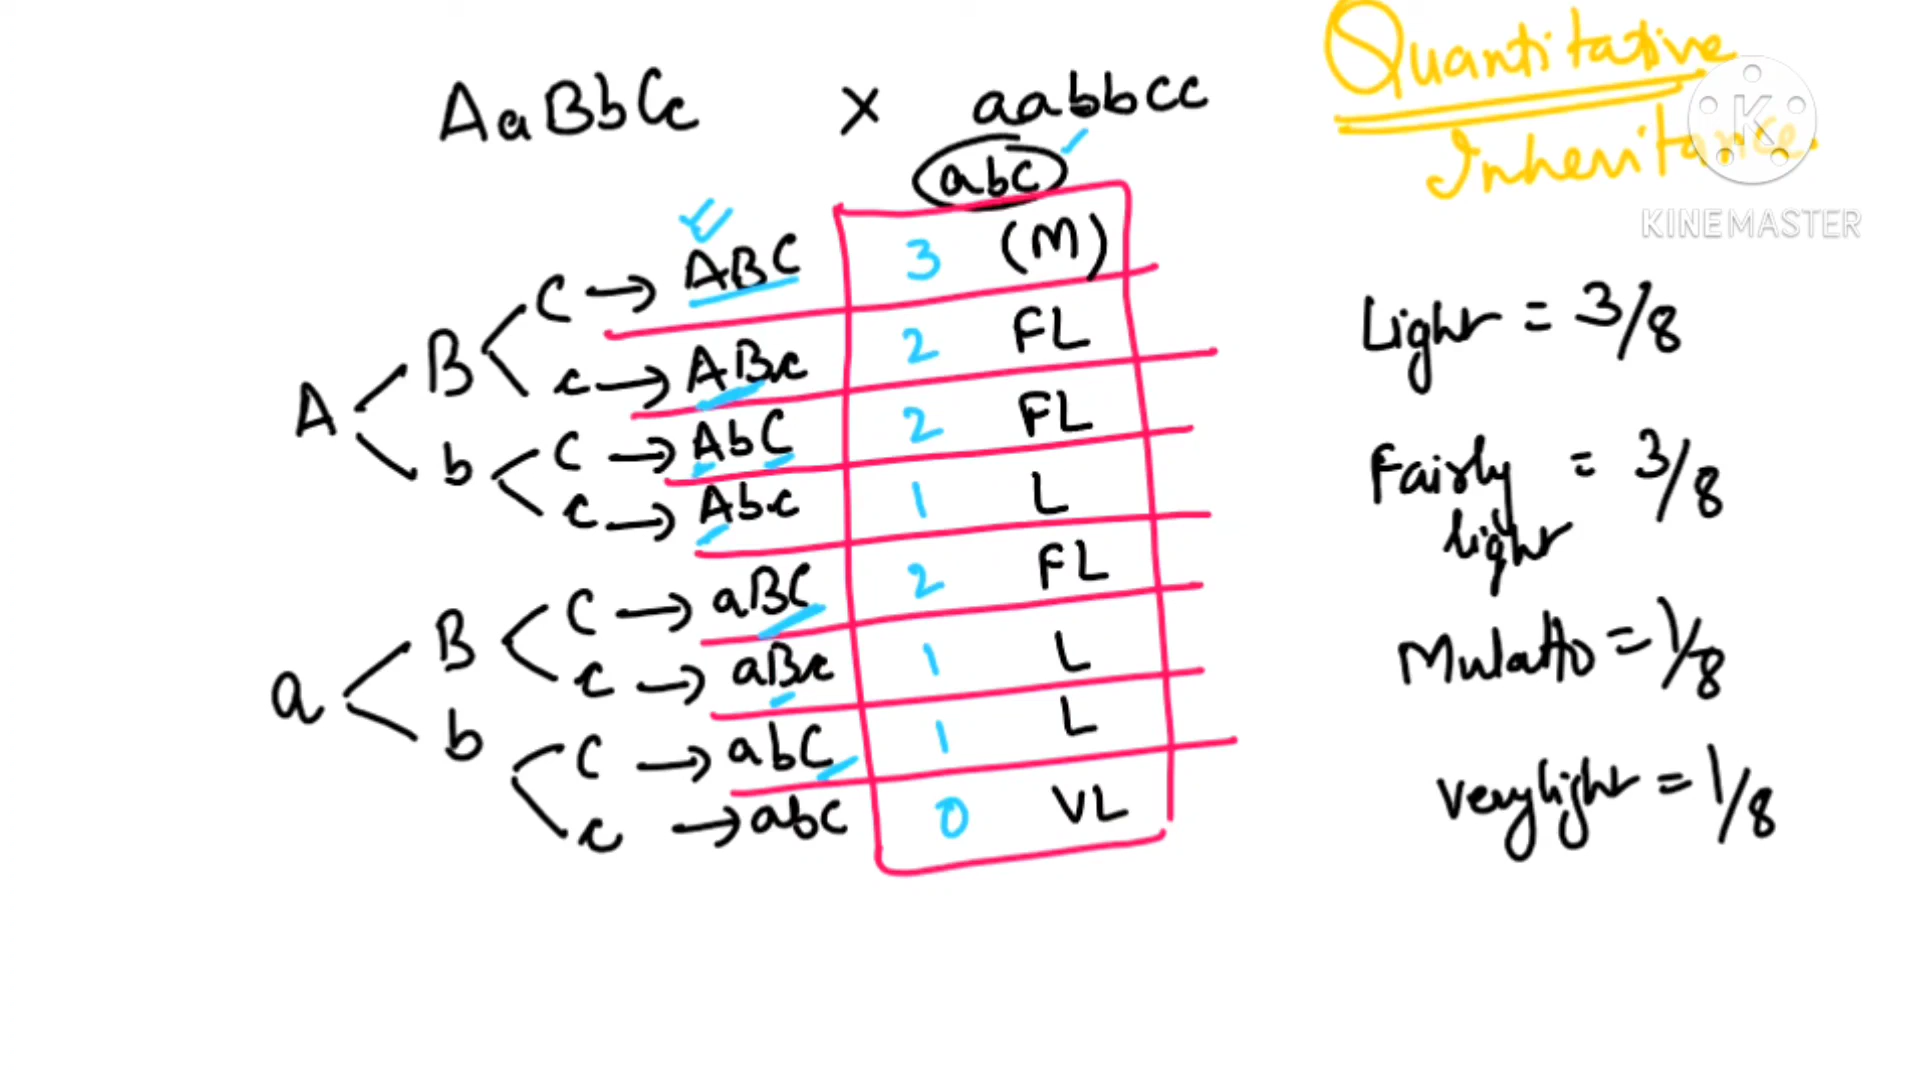 Quantitative
Inheritance
KINEMASTER
AaBbCc × aabbcc
abc
A B C → ABC 3 (M)
c → ABc 2 FL
b C → AbC 2 FL
c → Abc 1 L
a B C → aBC 2 FL
c → aBc 1 L
b C → abC 1 L
c → abc 0 VL
Light = 3/8
Fairly = 3/8
light
Mulatto = 1/8
verylight = 1/8